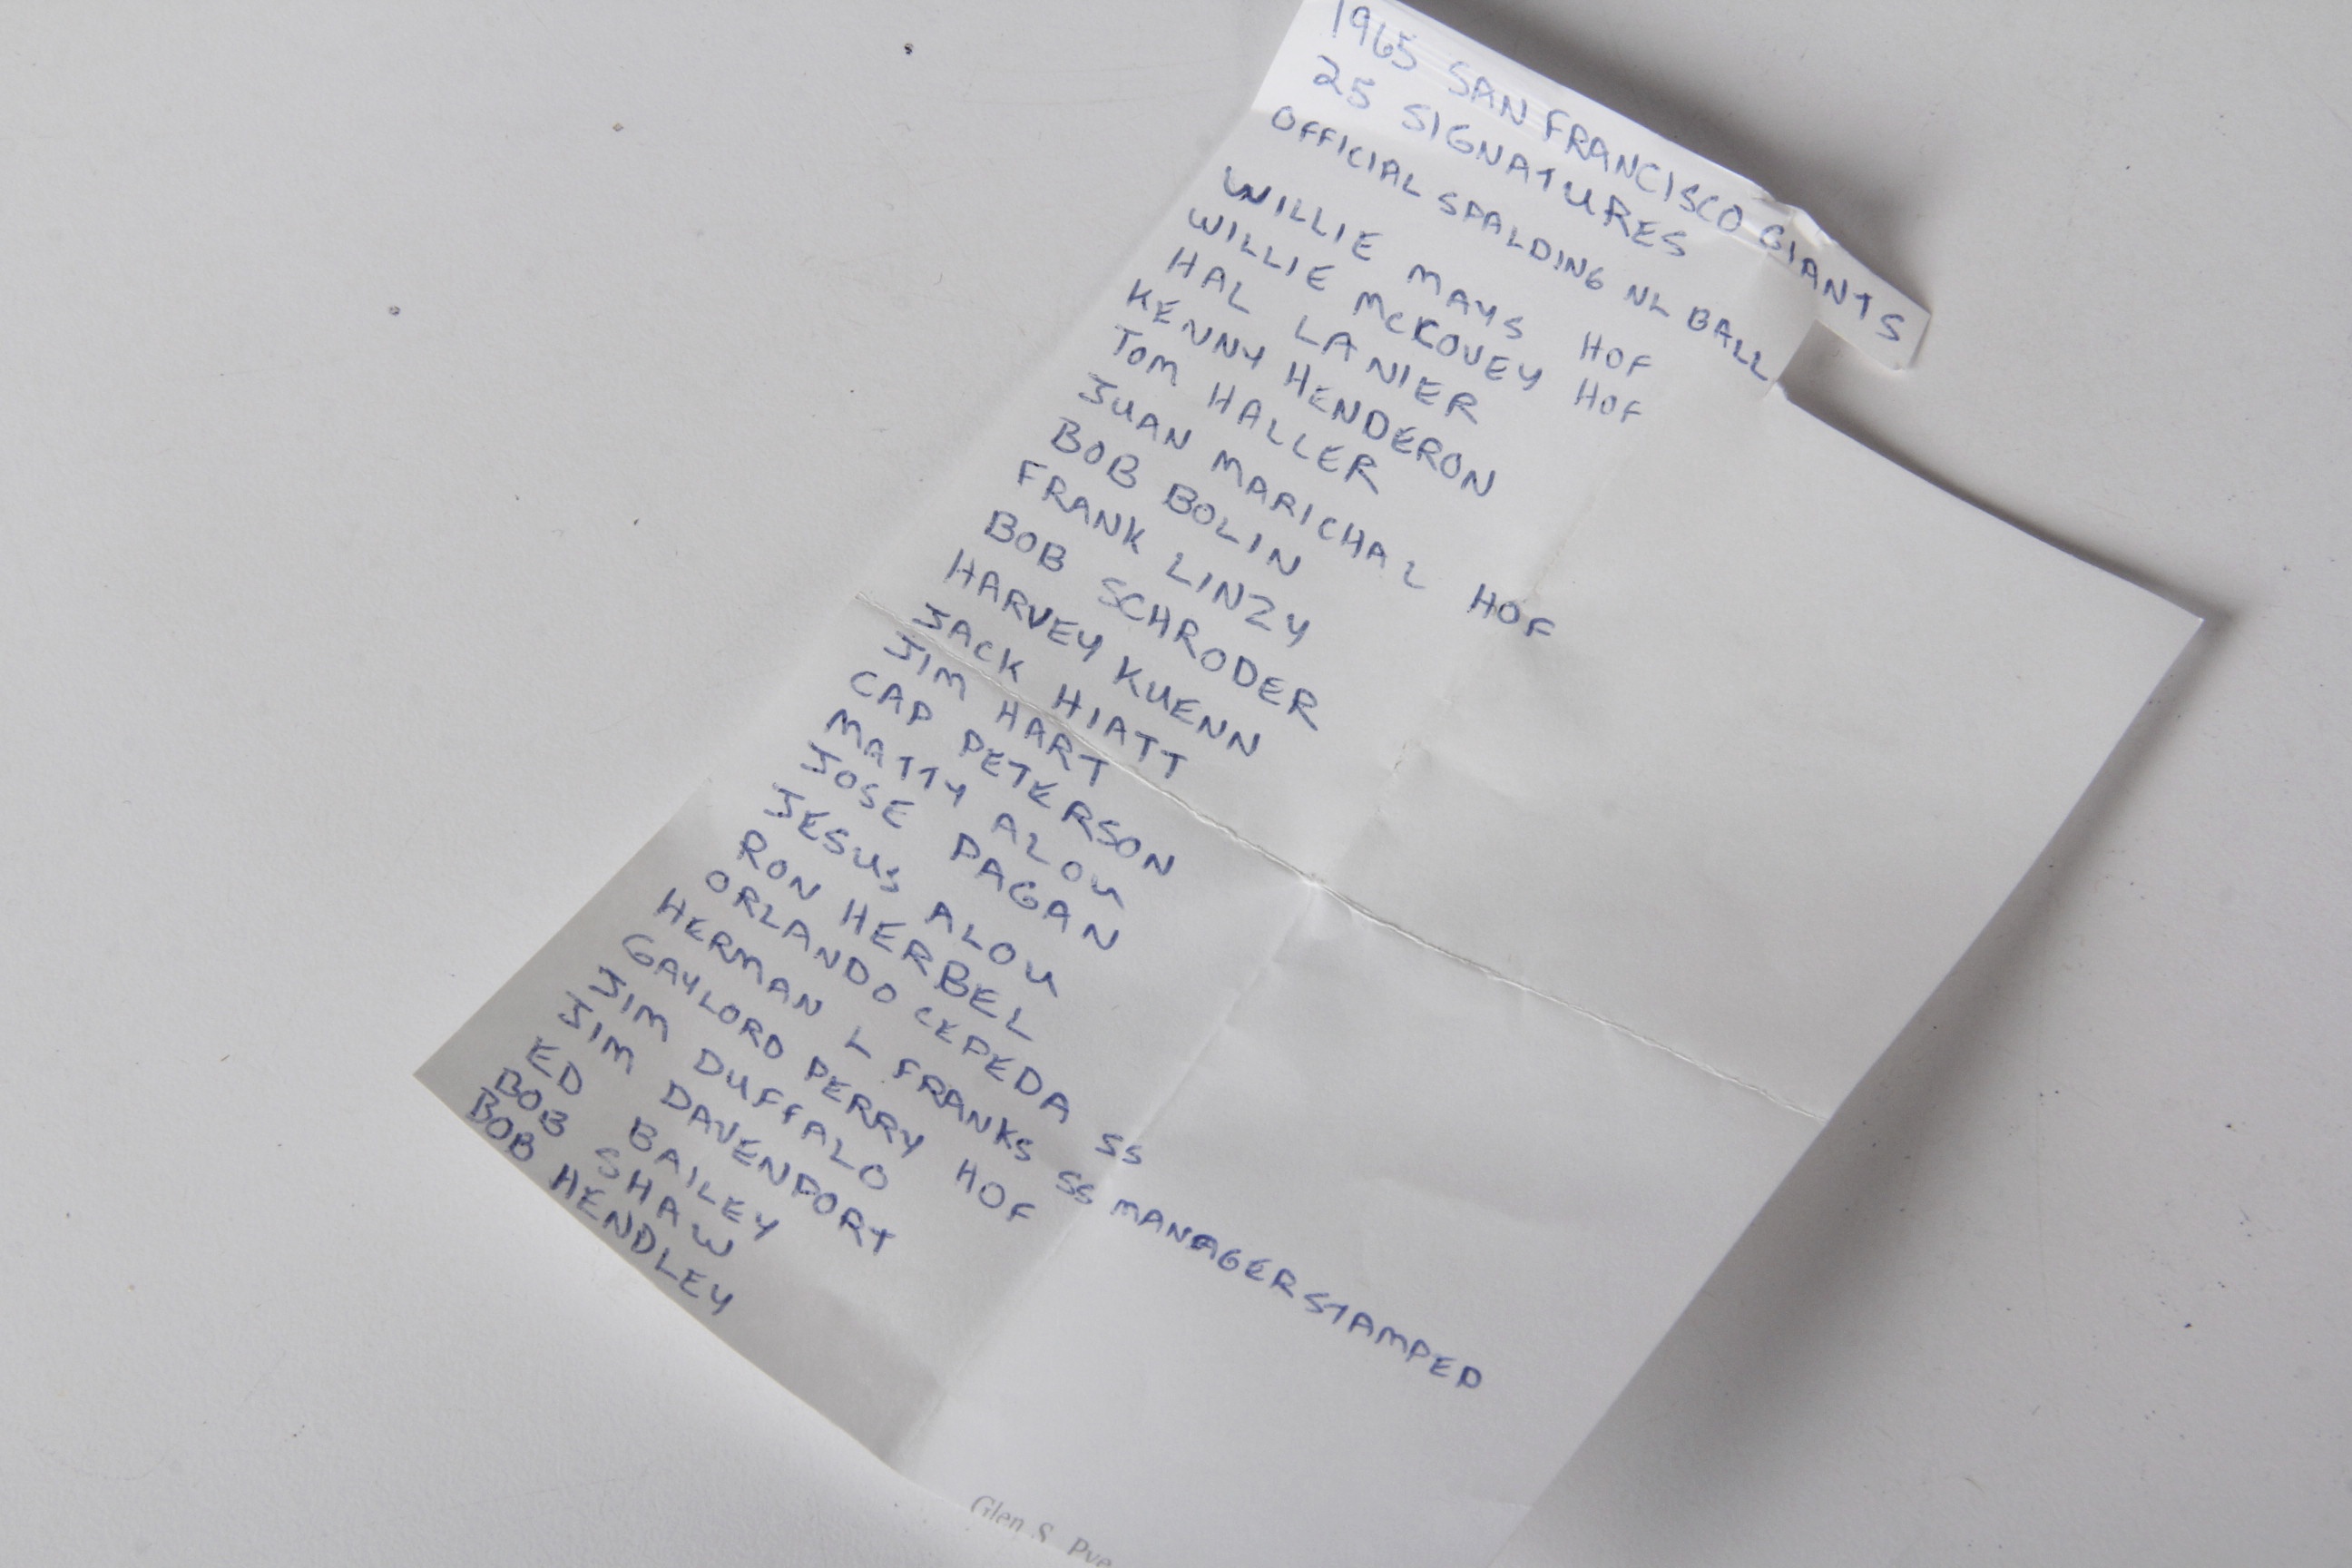 1965 SAN FRANCISCO GIANTS
25 SIGNATURES
OFFICIAL SPALDING NL BALL
WILLIE MAYS HOF
WILLIE McKOVEY HOF
HAL LANIER
KENNY HENDERON
TOM HALLER
JUAN MARICHAL HOF
BOB BOLIN
FRANK LINZY
BOB SCHRODER
HARVEY KUENN
JACK HIATT
JIM HART
CAP PETERSON
MATTY ALOU
JOSE PAGAN
JESUS ALOU
RON HERBEL
ORLANDO CEPEDA SS
HERMAN L FRANKS SS MANAGER STAMPED
GAYLORD PERRY HOF
JIM DUFFALO
JIM DAVENPORT
ED BAILEY
BOB SHAW
BOB HENDLEY
Glen S. Pye